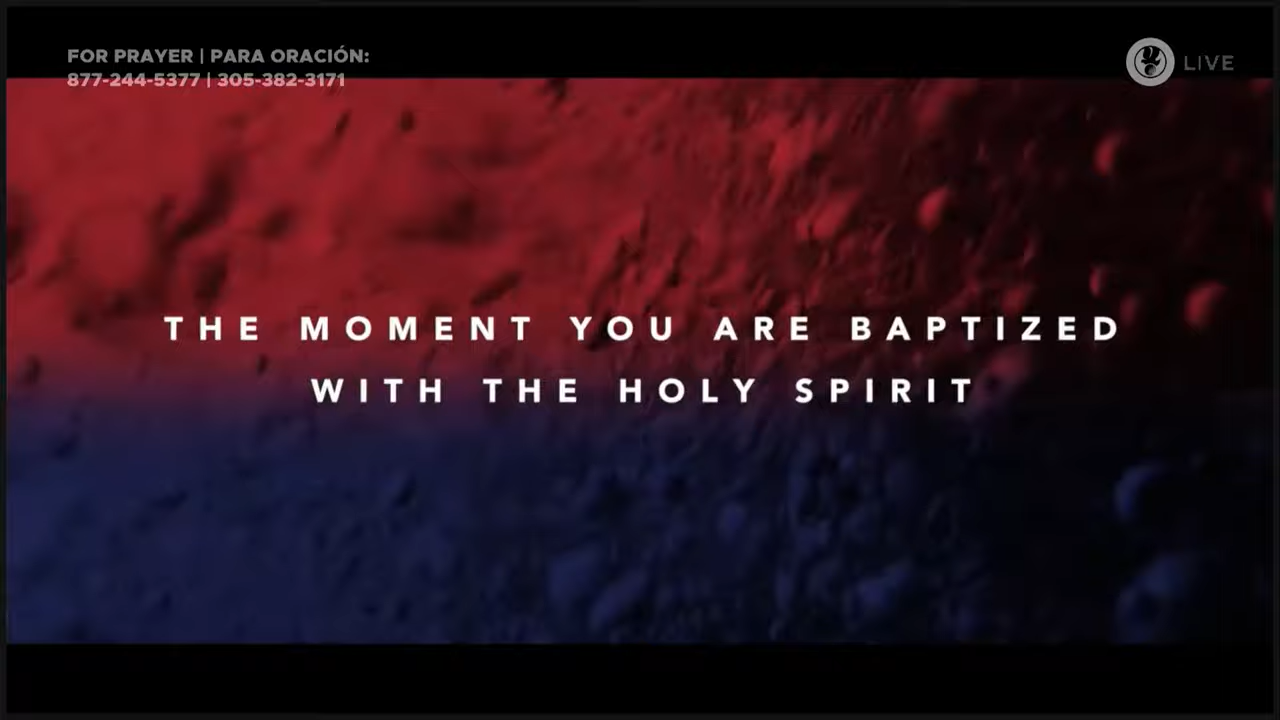 FOR PRAYER | PARA ORACIÓN:
877-244-5377 | 305-382-3171
LIVE
THE MOMENT YOU ARE BAPTIZED
WITH THE HOLY SPIRIT